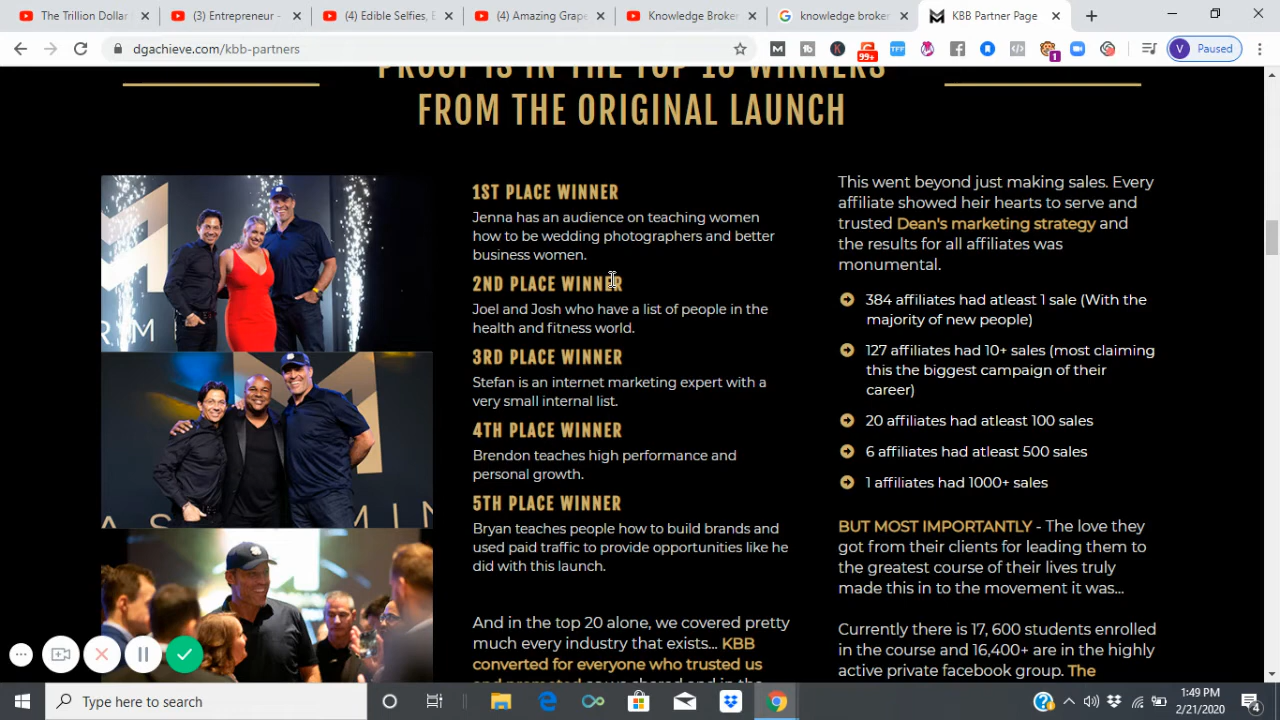 The Trillion Dollar
(3) Entrepreneur -
(4) Edible Selfies, E
(4) Amazing Grap
Knowledge Broker
knowledge broker
KBB Partner Page
dgachieve.com/kbb-partners
99+
TFF
1
V Paused
PROOF IS IN THE TOP 10 WINNERS
FROM THE ORIGINAL LAUNCH
1ST PLACE WINNER
Jenna has an audience on teaching women
how to be wedding photographers and better
business women.
2ND PLACE WINNER
Joel and Josh who have a list of people in the
health and fitness world.
3RD PLACE WINNER
Stefan is an internet marketing expert with a
very small internal list.
4TH PLACE WINNER
Brendon teaches high performance and
personal growth.
5TH PLACE WINNER
Bryan teaches people how to build brands and
used paid traffic to provide opportunities like he
did with this launch.
And in the top 20 alone, we covered pretty
much every industry that exists... KBB
converted for everyone who trusted us
This went beyond just making sales. Every
affiliate showed heir hearts to serve and
trusted Dean's marketing strategy and
the results for all affiliates was
monumental.
384 affiliates had atleast 1 sale (With the
majority of new people)
127 affiliates had 10+ sales (most claiming
this the biggest campaign of their
career)
20 affiliates had atleast 100 sales
6 affiliates had atleast 500 sales
1 affiliates had 1000+ sales
BUT MOST IMPORTANTLY - The love they
got from their clients for leading them to
the greatest course of their lives truly
made this in to the movement it was...
Currently there is 17, 600 students enrolled
in the course and 16,400+ are in the highly
active private facebook group. The
Type here to search
1:49 PM
2/21/2020
4